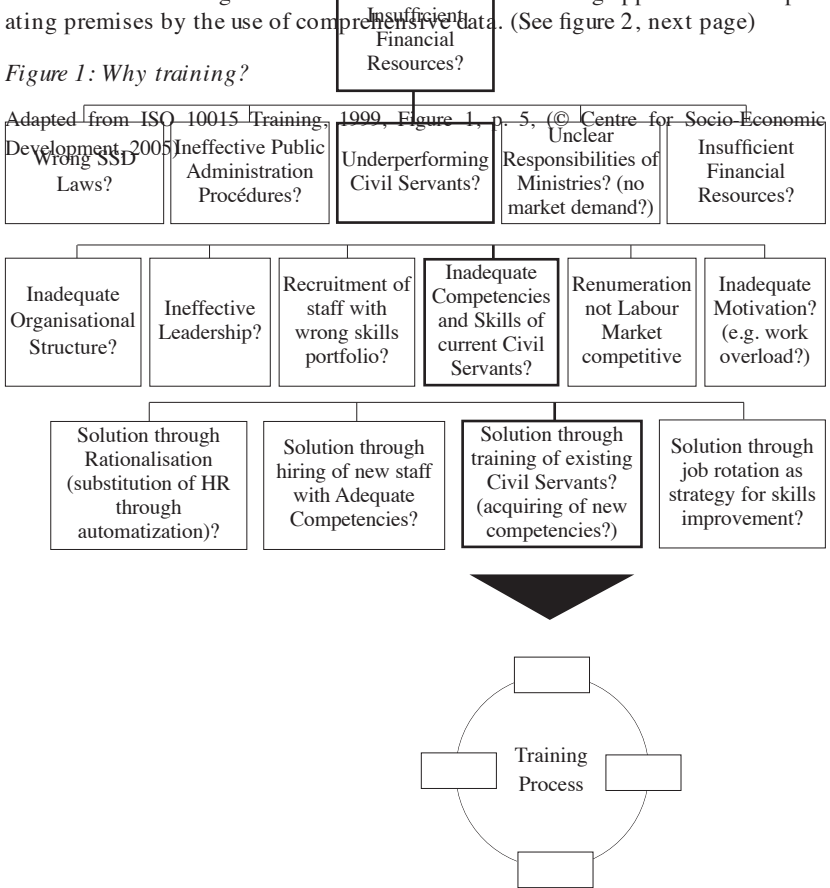 ating premises by the use of comprehensive data. (See figure 2, next page)
Insufficient
Financial
Resources?
Figure 1: Why training?
Adapted from ISO 10015 Training, 1999, Figure 1, p. 5, (© Centre for Socio-Economic
Development, 2005)
Wrong SSD
Laws?
Ineffective Public
Administration
Procédures?
Underperforming
Civil Servants?
Unclear
Responsibilities of
Ministries? (no
market demand?)
Insufficient
Financial
Resources?
Inadequate
Organisational
Structure?
Ineffective
Leadership?
Recruitment of
staff with
wrong skills
portfolio?
Inadequate
Competencies
and Skills of
current Civil
Servants?
Renumeration
not Labour
Market
competitive
Inadequate
Motivation?
(e.g. work
overload?)
Solution through
Rationalisation
(substitution of HR
through
automatization)?
Solution through
hiring of new staff
with Adequate
Competencies?
Solution through
training of existing
Civil Servants?
(acquiring of new
competencies?)
Solution through
job rotation as
strategy for skills
improvement?
Training
Process